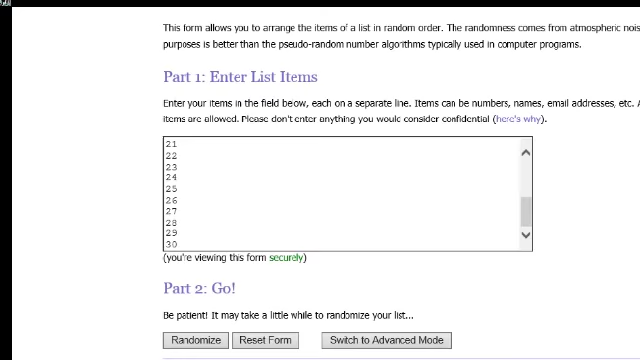 This form allows you to arrange the items of a list in random order. The randomness comes from atmospheric
purposes is better than the pseudo-random number algorithms typically used in computer programs.
Part 1: Enter List Items
Enter your items in the field below, each on a separate line. Items can be numbers, names, email addresses, etc.
items are allowed. Please don't enter anything you would consider confidential (here's why).
21
22
23
24
25
26
27
28
29
30
(you're viewing this form securely)
Part 2: Go!
Be patient! It may take a little while to randomize your list...
Randomize Reset Form Switch to Advanced Mode